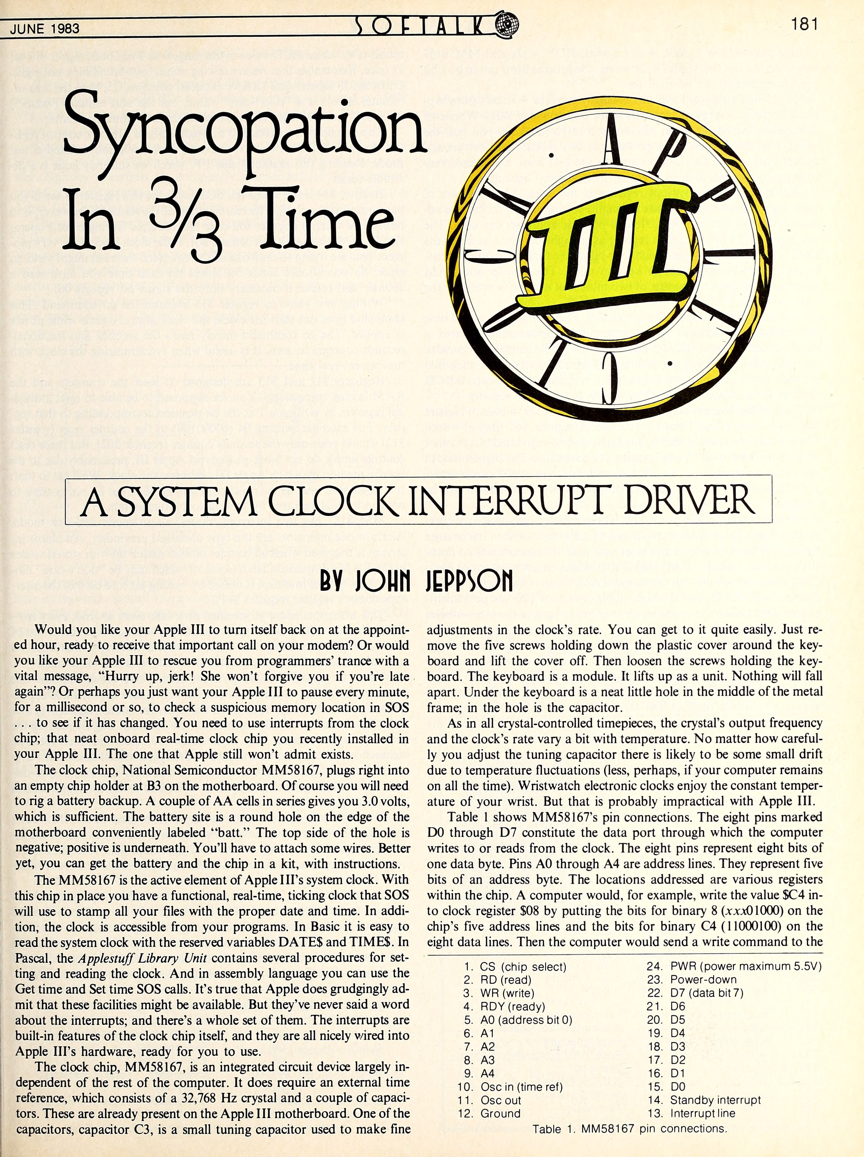 JUNE 1983
SOFTALK
181
Syncopation
In 3/3 Time
APPLE
CLOCK
III
A SYSTEM CLOCK INTERRUPT DRIVER
BY JOHN JEPPSON
Would you like your Apple III to turn itself back on at the appoint-
ed hour, ready to receive that important call on your modem? Or would
you like your Apple III to rescue you from programmers' trance with a
vital message, "Hurry up, jerk! She won't forgive you if you're late
again"? Or perhaps you just want your Apple III to pause every minute,
for a millisecond or so, to check a suspicious memory location in SOS
. . . to see if it has changed. You need to use interrupts from the clock
chip; that neat onboard real-time clock chip you recently installed in
your Apple III. The one that Apple still won't admit exists.
The clock chip, National Semiconductor MM58167, plugs right into
an empty chip holder at B3 on the motherboard. Of course you will need
to rig a battery backup. A couple of AA cells in series gives you 3.0 volts,
which is sufficient. The battery site is a round hole on the edge of the
motherboard conveniently labeled "batt." The top side of the hole is
negative; positive is underneath. You'll have to attach some wires. Better
yet, you can get the battery and the chip in a kit, with instructions.
The MM58167 is the active element of Apple III's system clock. With
this chip in place you have a functional, real-time, ticking clock that SOS
will use to stamp all your files with the proper date and time. In addi-
tion, the clock is accessible from your programs. In Basic it is easy to
read the system clock with the reserved variables DATE$ and TIME$. In
Pascal, the Applestuff Library Unit contains several procedures for set-
ting and reading the clock. And in assembly language you can use the
Get time and Set time SOS calls. It's true that Apple does grudgingly ad-
mit that these facilities might be available. But they've never said a word
about the interrupts; and there's a whole set of them. The interrupts are
built-in features of the clock chip itself, and they are all nicely wired into
Apple III's hardware, ready for you to use.
The clock chip, MM58167, is an integrated circuit device largely in-
dependent of the rest of the computer. It does require an external time
reference, which consists of a 32,768 Hz crystal and a couple of capaci-
tors. These are already present on the Apple III motherboard. One of the
capacitors, capacitor C3, is a small tuning capacitor used to make fine
adjustments in the clock's rate. You can get to it quite easily. Just re-
move the five screws holding down the plastic cover around the key-
board and lift the cover off. Then loosen the screws holding the key-
board. The keyboard is a module. It lifts up as a unit. Nothing will fall
apart. Under the keyboard is a neat little hole in the middle of the metal
frame; in the hole is the capacitor.
As in all crystal-controlled timepieces, the crystal's output frequency
and the clock's rate vary a bit with temperature. No matter how careful-
ly you adjust the tuning capacitor there is likely to be some small drift
due to temperature fluctuations (less, perhaps, if your computer remains
on all the time). Wristwatch electronic clocks enjoy the constant temper-
ature of your wrist. But that is probably impractical with Apple III.
Table 1 shows MM58167's pin connections. The eight pins marked
D0 through D7 constitute the data port through which the computer
writes to or reads from the clock. The eight pins represent eight bits of
one data byte. Pins A0 through A4 are address lines. They represent five
bits of an address byte. The locations addressed are various registers
within the chip. A computer would, for example, write the value $C4 in-
to clock register $08 by putting the bits for binary 8 (xxx01000) on the
chip's five address lines and the bits for binary C4 (11000100) on the
eight data lines. Then the computer would send a write command to the
1. CS (chip select)
2. RD (read)
3. WR (write)
4. RDY (ready)
5. A0 (address bit 0)
6. A1
7. A2
8. A3
9. A4
10. Osc in (time ref)
11. Osc out
12. Ground
24. PWR (power maximum 5.5V)
23. Power-down
22. D7 (data bit 7)
21. D6
20. D5
19. D4
18. D3
17. D2
16. D1
15. D0
14. Standby interrupt
13. Interrupt line
Table 1. MM58167 pin connections.